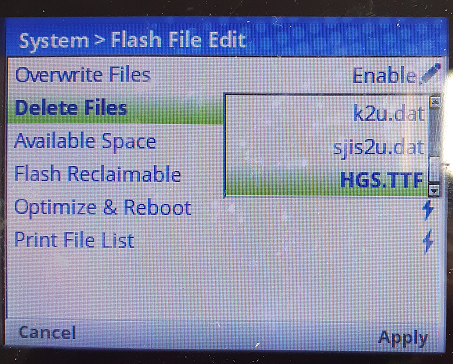 System > Flash File Edit
Overwrite Files Enable
Delete Files
k2u.dat
Available Space
sjis2u.dat
Flash Reclaimable
HGS.TTF
Optimize & Reboot
Print File List
Cancel Apply